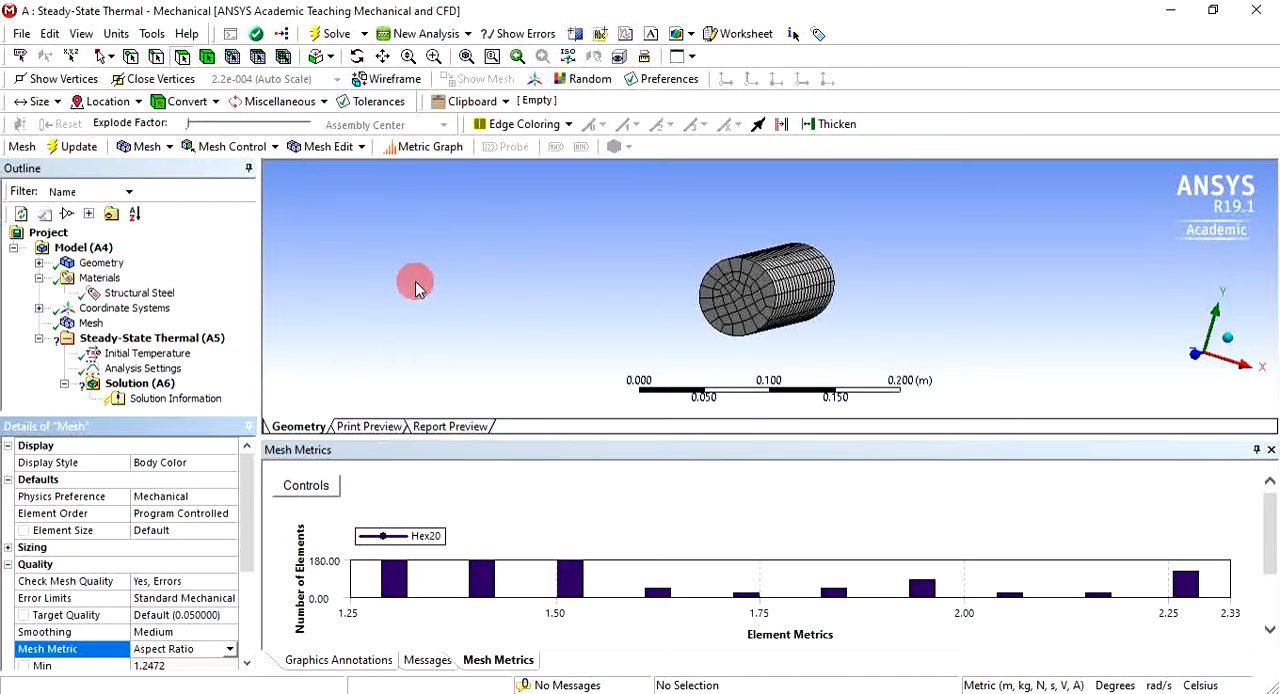 A : Steady-State Thermal - Mechanical [ANSYS Academic Teaching Mechanical and CFD]
File Edit View Units Tools Help Solve New Analysis ?/ Show Errors Worksheet
Show Vertices Close Vertices 2.2e-004 (Auto Scale) Wireframe Show Mesh Random Preferences
Size Location Convert Miscellaneous Tolerances Clipboard [ Empty ]
Reset Explode Factor: Assembly Center Edge Coloring Thicken
Mesh Update Mesh Mesh Control Mesh Edit Metric Graph Probe
Outline
Filter: Name
Project
Model (A4)
Geometry
Materials
Structural Steel
Coordinate Systems
Mesh
Steady-State Thermal (A5)
Initial Temperature
Analysis Settings
Solution (A6)
Solution Information
ANSYS
R19.1
Academic
Y
X
0.000 0.100 0.200 (m)
0.050 0.150
Geometry Print Preview Report Preview
Details of "Mesh"
Display
Display Style Body Color
Defaults
Physics Preference Mechanical
Element Order Program Controlled
Element Size Default
Sizing
Quality
Check Mesh Quality Yes, Errors
Error Limits Standard Mechanical
Target Quality Default (0.050000)
Smoothing Medium
Mesh Metric Aspect Ratio
Min 1.2472
Mesh Metrics
Controls
Hex20
Number of Elements
180.00
0.00
1.25 1.50 1.75 2.00 2.25 2.33
Element Metrics
Graphics Annotations Messages Mesh Metrics
0 No Messages No Selection Metric (m, kg, N, s, V, A) Degrees rad/s Celsius